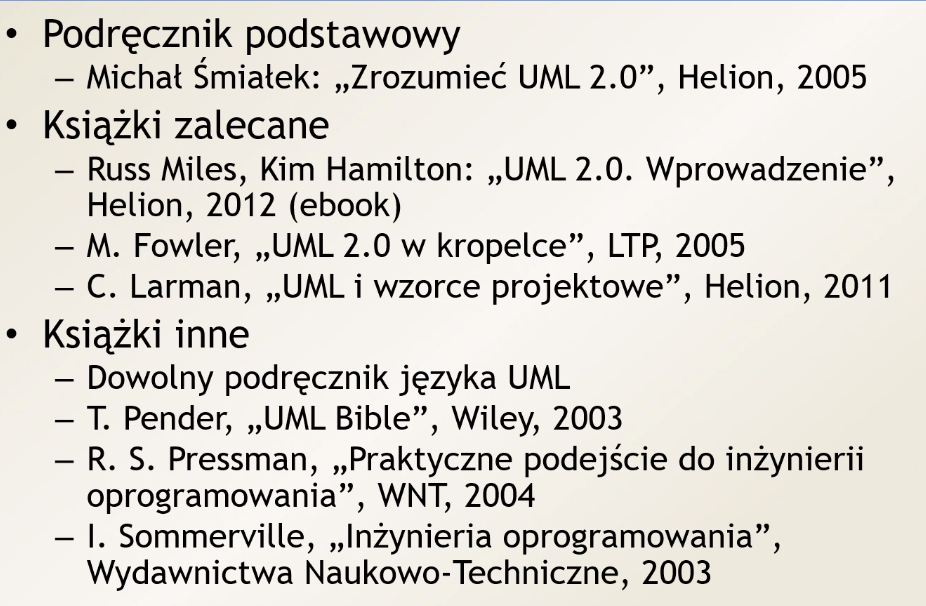 • Podręcznik podstawowy
– Michał Śmiałek: „Zrozumieć UML 2.0”, Helion, 2005
• Książki zalecane
– Russ Miles, Kim Hamilton: „UML 2.0. Wprowadzenie”,
Helion, 2012 (ebook)
– M. Fowler, „UML 2.0 w kropelce”, LTP, 2005
– C. Larman, „UML i wzorce projektowe”, Helion, 2011
• Książki inne
– Dowolny podręcznik języka UML
– T. Pender, „UML Bible”, Wiley, 2003
– R. S. Pressman, „Praktyczne podejście do inżynierii
oprogramowania”, WNT, 2004
– I. Sommerville, „Inżynieria oprogramowania”,
Wydawnictwa Naukowo-Techniczne, 2003